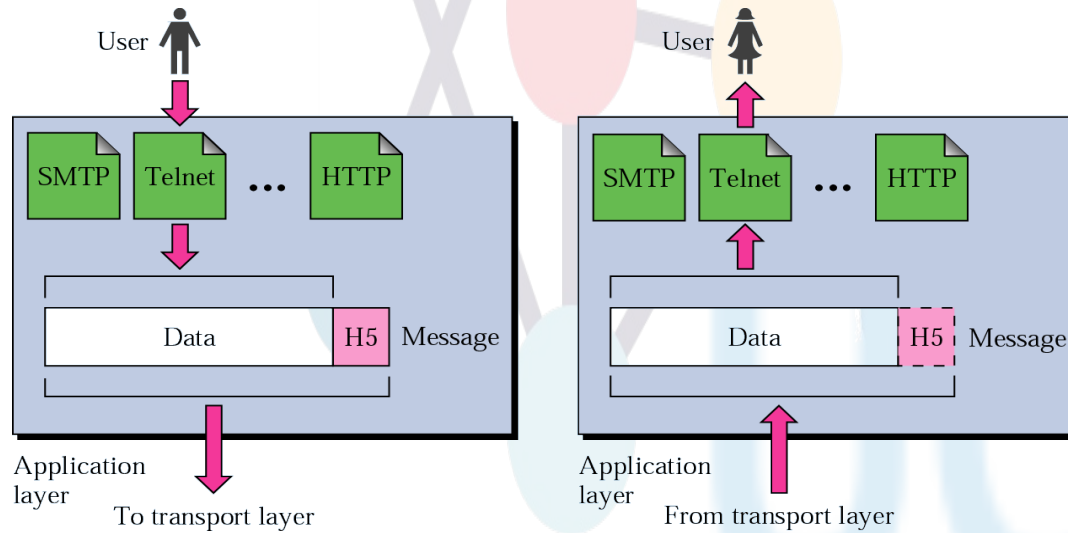 User
SMTP
Telnet
...
HTTP
Data
H5
Message
Application
layer
To transport layer
User
SMTP
Telnet
...
HTTP
Data
H5
Message
Application
layer
From transport layer